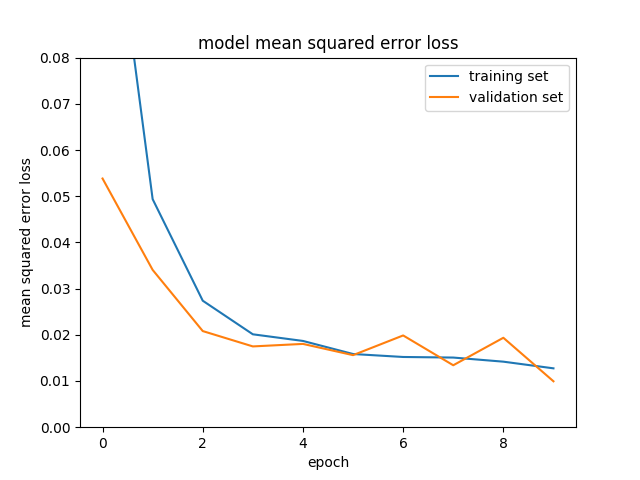 model mean squared error loss
training set
validation set
0.08
0.07
0.06
0.05
0.04
0.03
0.02
0.01
0.00
mean squared error loss
0 2 4 6 8
epoch